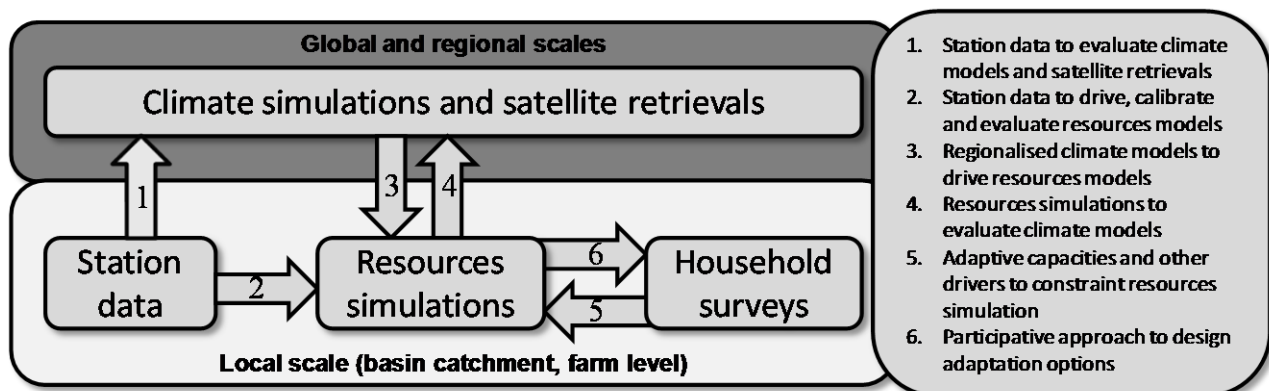 Global and regional scales
Climate simulations and satellite retrievals
1
3
4
Station
data
2
Resources
simulations
6
5
Household
surveys
Local scale (basin catchment, farm level)
1. Station data to evaluate climate
models and satellite retrievals
2. Station data to drive, calibrate
and evaluate resources models
3. Regionalised climate models to
drive resources models
4. Resources simulations to
evaluate climate models
5. Adaptive capacities and other
drivers to constraint resources
simulation
6. Participative approach to design
adaptation options